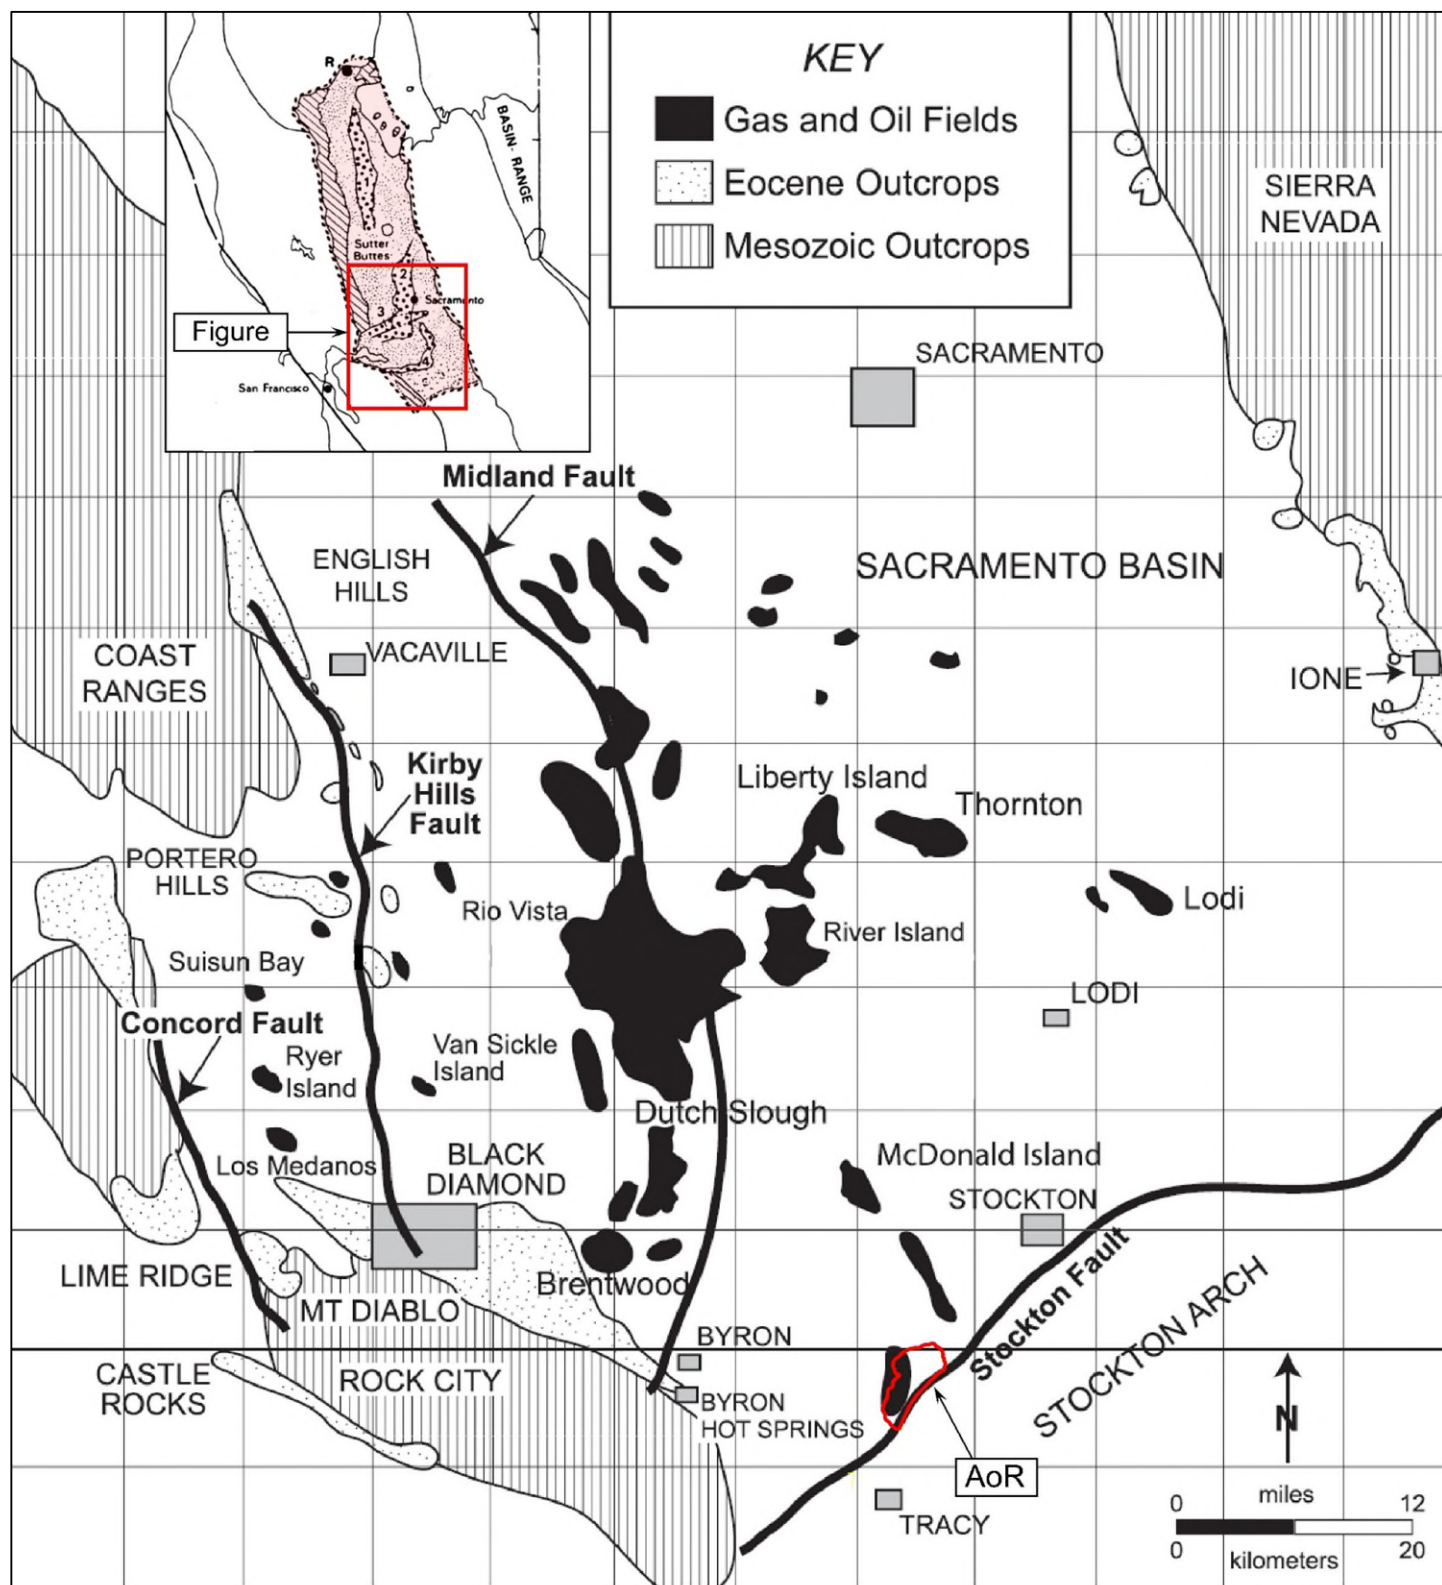 KEY
Gas and Oil Fields
Eocene Outcrops
Mesozoic Outcrops
R
BASIN-RANGE
1
Sutter
Buttes
2
Sacramento
3
4
Figure
San Francisco
SIERRA
NEVADA
SACRAMENTO
Midland Fault
ENGLISH
HILLS
SACRAMENTO BASIN
VACAVILLE
COAST
RANGES
IONE
Kirby
Hills
Fault
Liberty Island
Thornton
PORTERO
HILLS
Rio Vista
River Island
Lodi
Suisun Bay
LODI
Concord Fault
Ryer
Island
Van Sickle
Island
Dutch Slough
Los Medanos
BLACK
DIAMOND
McDonald Island
STOCKTON
LIME RIDGE
MT DIABLO
Brentwood
Stockton Fault
STOCKTON ARCH
BYRON
CASTLE
ROCKS
ROCK CITY
BYRON
HOT SPRINGS
N
AoR
TRACY
0 miles 12
0 kilometers 20